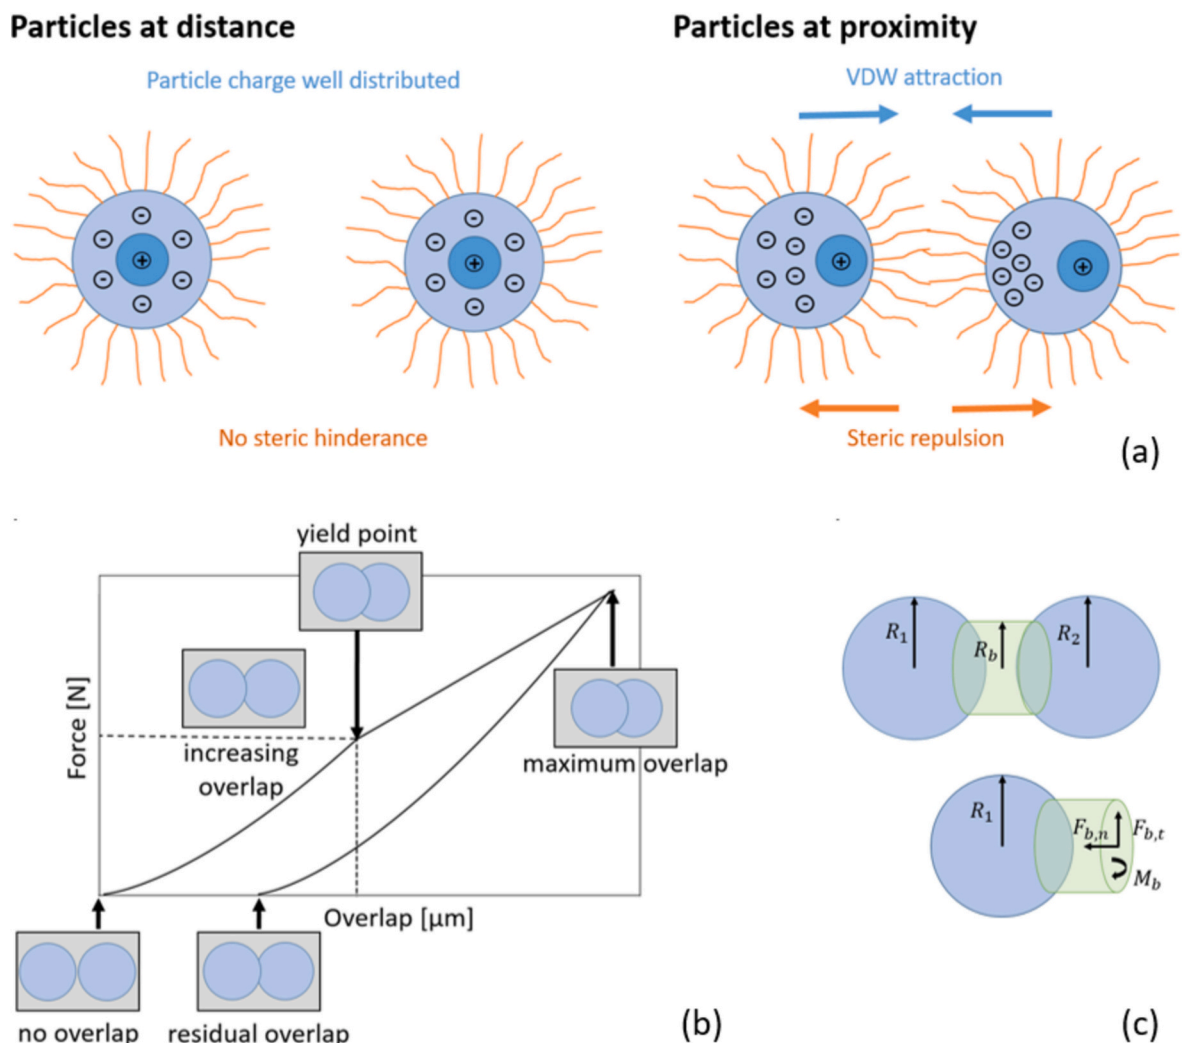 Particles at distance
Particle charge well distributed
No steric hinderance
Particles at proximity
VDW attraction
Steric repulsion
(a)
yield point
increasing
overlap
maximum overlap
Force [N]
Overlap [μm]
no overlap
residual overlap
(b)
R1
Rb
R2
R1
Fb,n
Fb,t
Mb
(c)